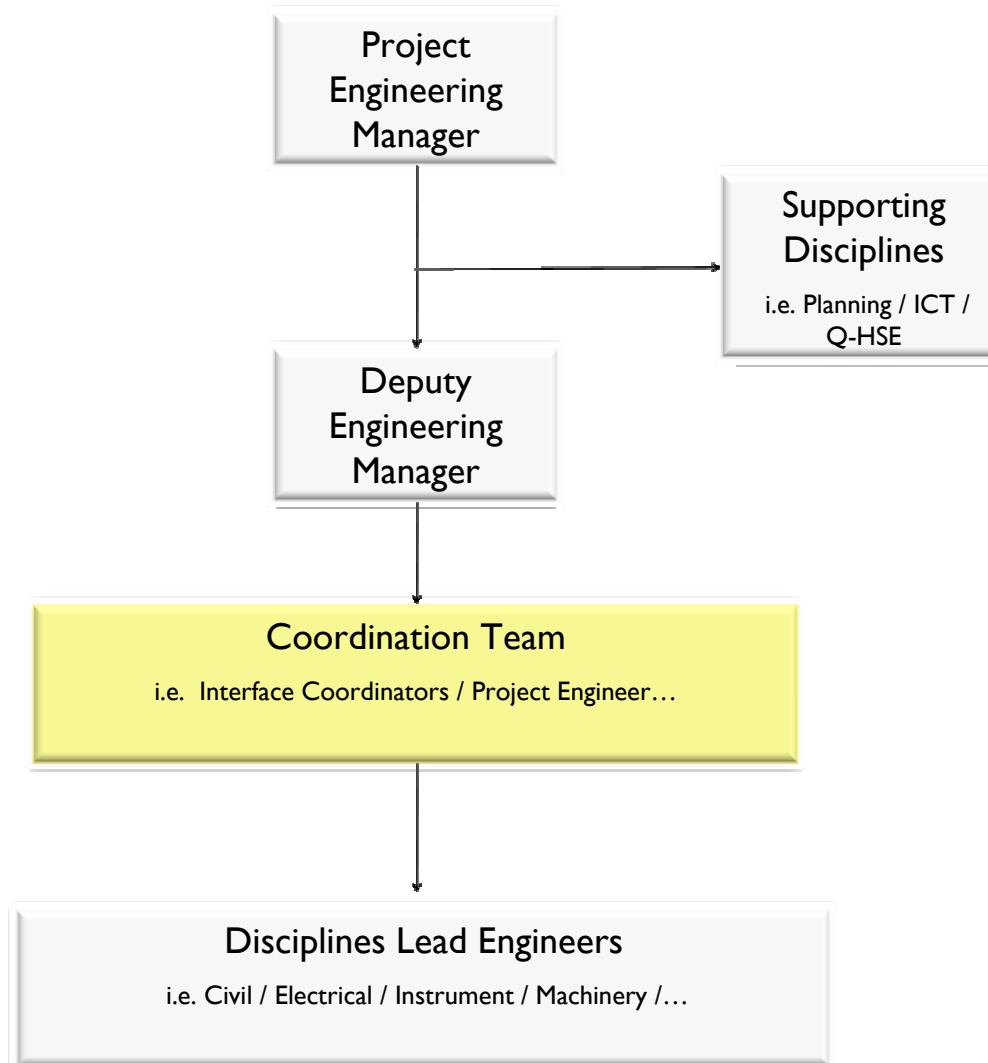 Project
Engineering
Manager
Supporting
Disciplines
i.e. Planning / ICT /
Q-HSE
Deputy
Engineering
Manager
Coordination Team
i.e.  Interface Coordinators / Project Engineer…
Disciplines Lead Engineers
i.e. Civil / Electrical / Instrument / Machinery /…